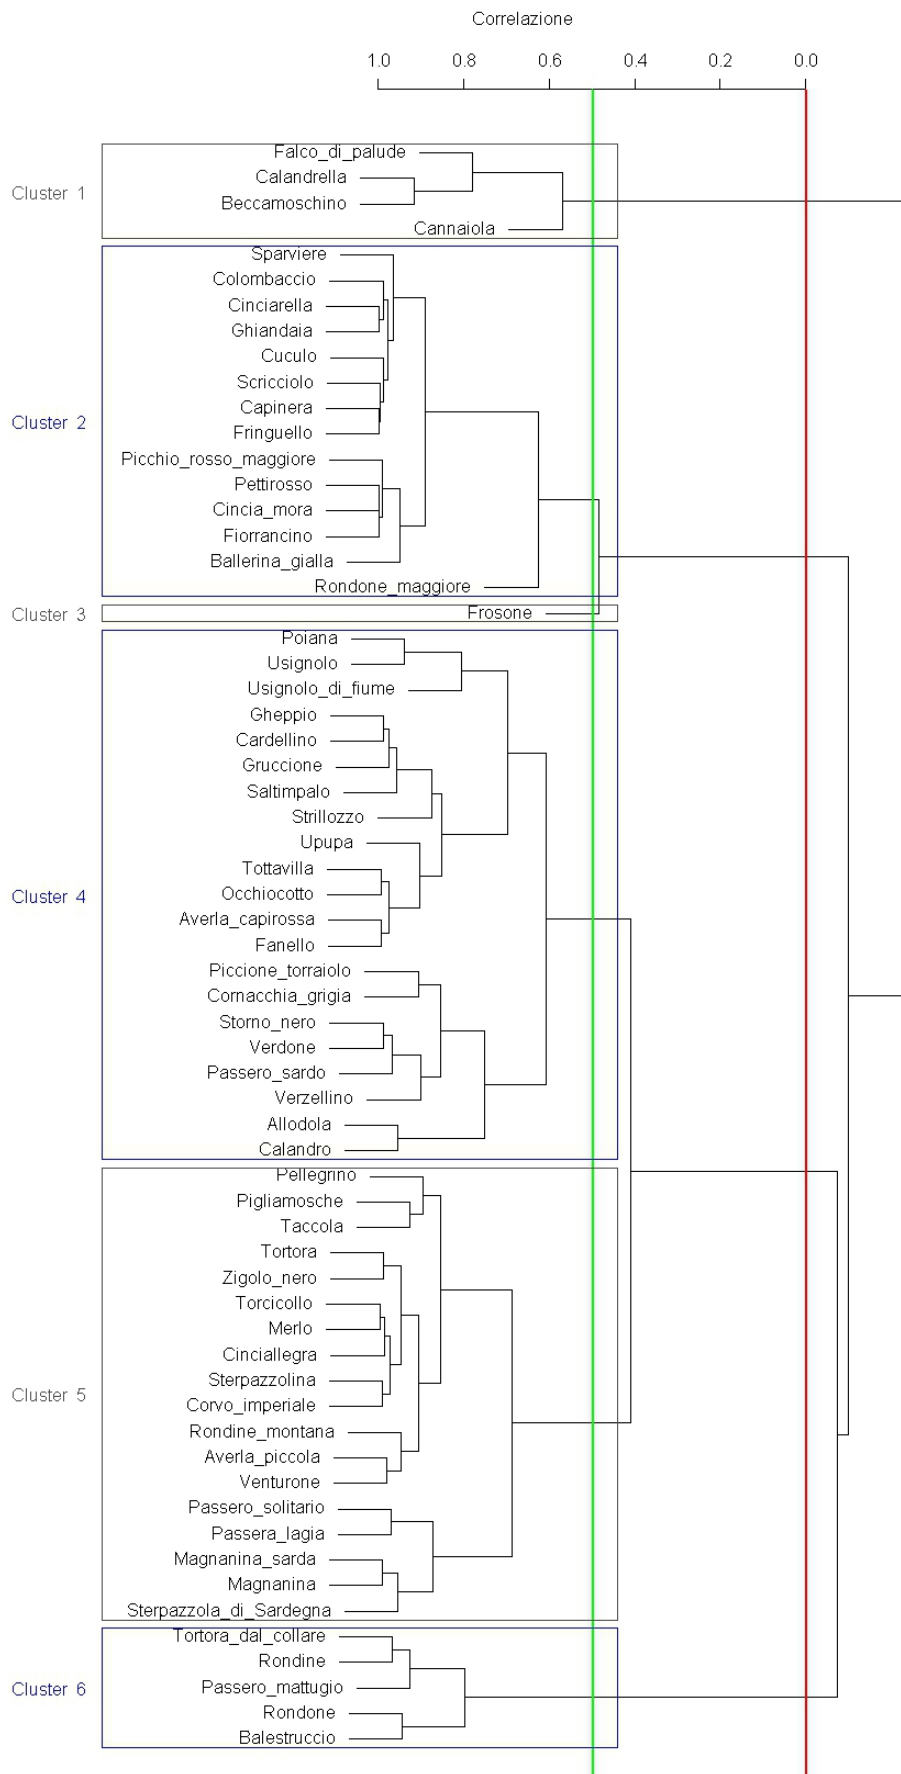 Correlazione
1.0 0.8 0.6 0.4 0.2 0.0
Falco_di_palude
Calandrella
Cluster 1
Beccamoschino
Cannaiola
Sparviere
Colombaccio
Cinciarella
Ghiandaia
Cuculo
Scricciolo
Capinera
Cluster 2
Fringuello
Picchio_rosso_maggiore
Pettirosso
Cincia_mora
Fiorrancino
Ballerina_gialla
Rondone_maggiore
Cluster 3
Frosone
Poiana
Usignolo
Usignolo_di_fiume
Gheppio
Cardellino
Gruccione
Saltimpalo
Strillozzo
Upupa
Tottavilla
Cluster 4
Occhiocotto
Averla_capirossa
Fanello
Piccione_torraiolo
Cornacchia_grigia
Storno_nero
Verdone
Passero_sardo
Verzellino
Allodola
Calandro
Pellegrino
Pigliamosche
Taccola
Tortora
Zigolo_nero
Torcicollo
Merlo
Cinciallegra
Sterpazzolina
Cluster 5
Corvo_imperiale
Rondine_montana
Averla_piccola
Venturone
Passero_solitario
Passera_lagia
Magnanina_sarda
Magnanina
Sterpazzola_di_Sardegna
Tortora_dal_collare
Rondine
Passero_mattugio
Cluster 6
Rondone
Balestruccio